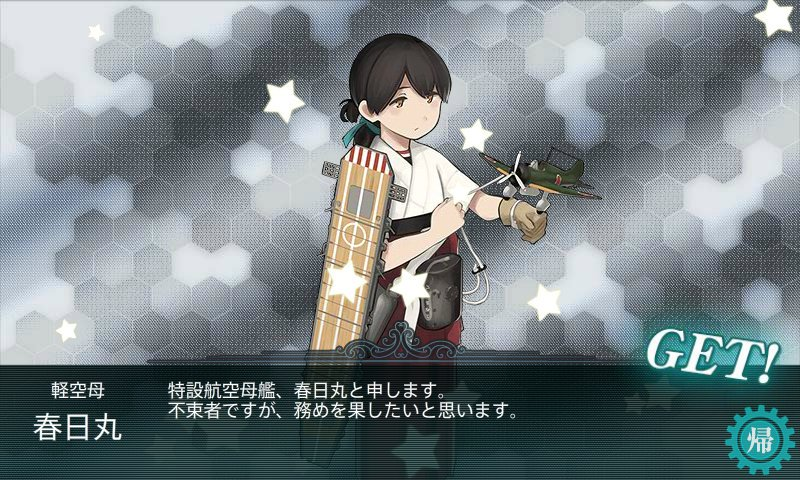 GET!
軽空母
春日丸
特設航空母艦、春日丸と申します。
不束者ですが、務めを果したいと思います。
帰